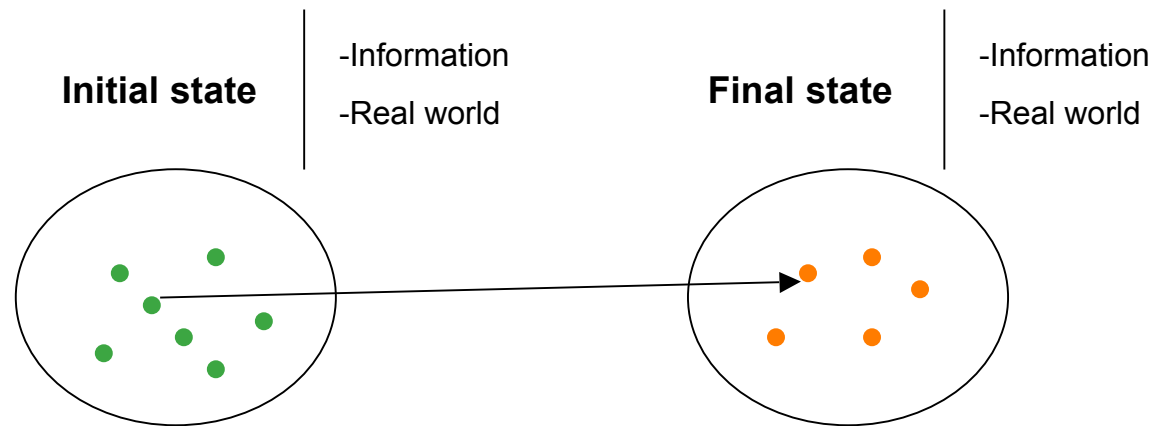 Initial state
-Information
-Real world
Final state
-Information
-Real world